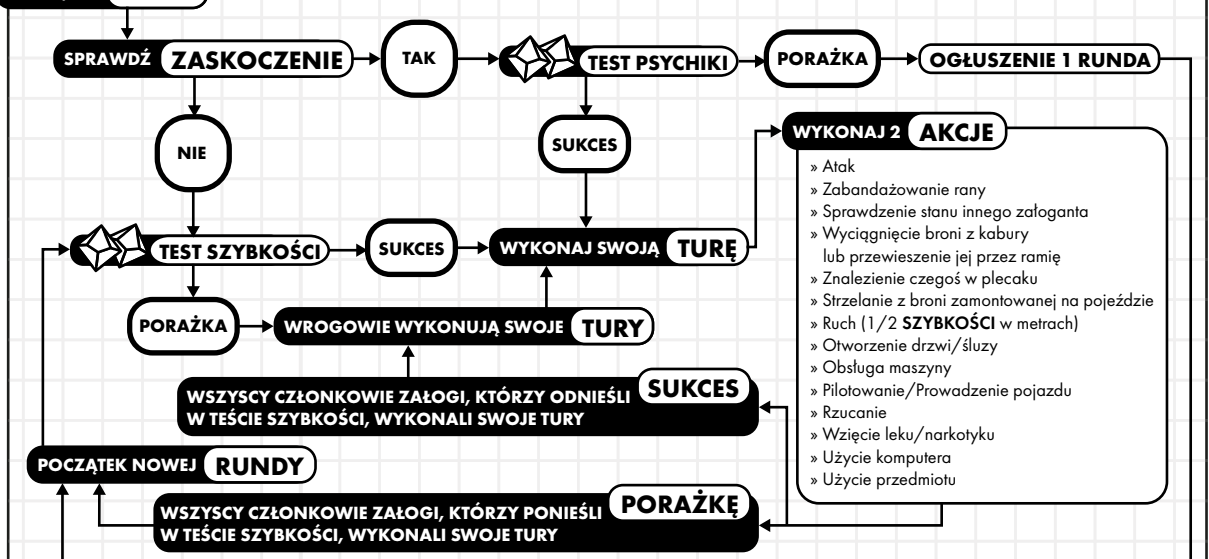 SPRAWDŹ ZASKOCZENIE
TAK
TEST PSYCHIKI
PORAŻKA
OGŁUSZENIE 1 RUNDA
NIE
SUKCES
WYKONAJ 2 AKCJE
» Atak
» Zabandażowanie rany
» Sprawdzenie stanu innego załoganta
» Wyciągnięcie broni z kabury
lub przewieszenie jej przez ramię
» Znalezienie czegoś w plecaku
» Strzelanie z broni zamontowanej na pojeździe
» Ruch (1/2 SZYBKOŚCI w metrach)
» Otworzenie drzwi/śluzy
» Obsługa maszyny
» Pilotowanie/Prowadzenie pojazdu
» Rzucanie
» Wzięcie leku/narkotyku
» Użycie komputera
» Użycie przedmiotu
TEST SZYBKOŚCI
SUKCES
WYKONAJ SWOJĄ TURĘ
PORAŻKA
WROGOWIE WYKONUJĄ SWOJE TURY
WSZYSCY CZŁONKOWIE ZAŁOGI, KTÓRZY ODNIEŚLI SUKCES
W TEŚCIE SZYBKOŚCI, WYKONALI SWOJE TURY
POCZĄTEK NOWEJ RUNDY
WSZYSCY CZŁONKOWIE ZAŁOGI, KTÓRZY PONIEŚLI PORAŻKĘ
W TEŚCIE SZYBKOŚCI, WYKONALI SWOJE TURY